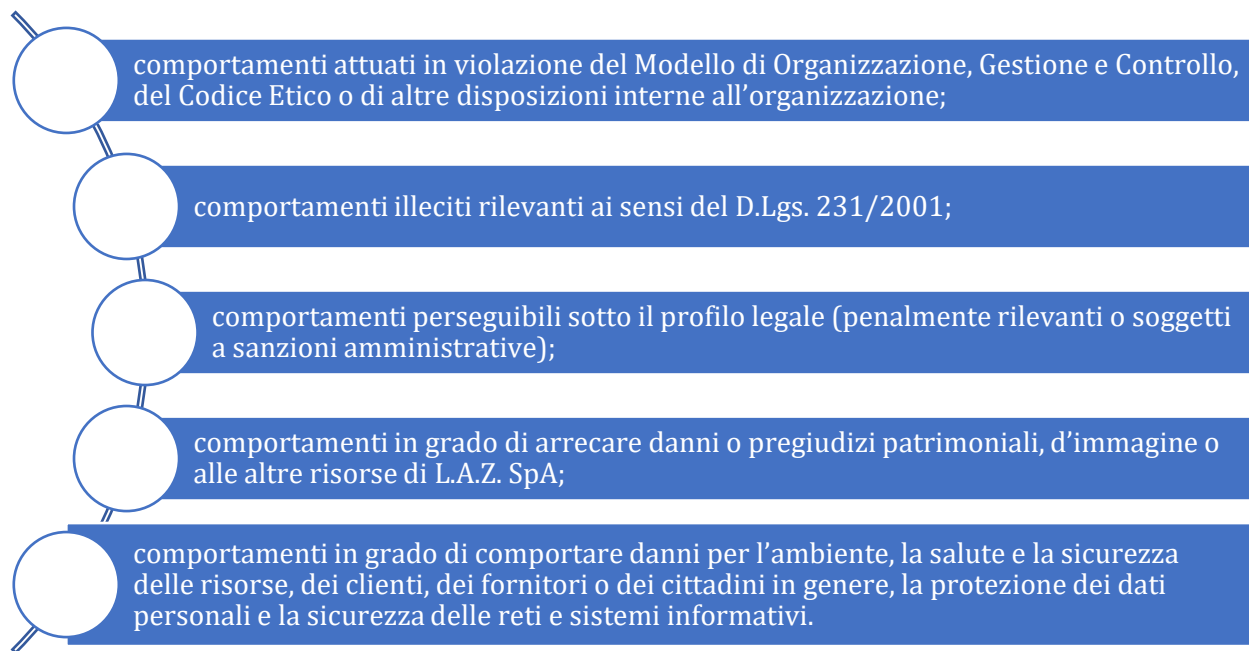 comportamenti attuati in violazione del Modello di Organizzazione, Gestione e Controllo,
del Codice Etico o di altre disposizioni interne all’organizzazione;
comportamenti illeciti rilevanti ai sensi del D.Lgs. 231/2001;
comportamenti perseguibili sotto il profilo legale (penalmente rilevanti o soggetti
a sanzioni amministrative);
comportamenti in grado di arrecare danni o pregiudizi patrimoniali, d’immagine o
alle altre risorse di L.A.Z. SpA;
comportamenti in grado di comportare danni per l’ambiente, la salute e la sicurezza
delle risorse, dei clienti, dei fornitori o dei cittadini in genere, la protezione dei dati
personali e la sicurezza delle reti e sistemi informativi.